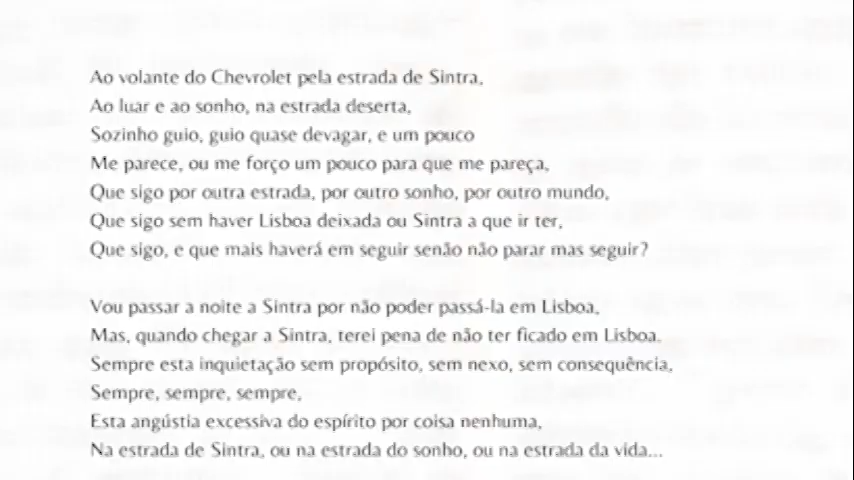 Ao volante do Chevrolet pela estrada de Sintra,
Ao luar e ao sonho, na estrada deserta,
Sozinho guio, guio quase devagar, e um pouco
Me parece, ou me forço um pouco para que me pareça,
Que sigo por outra estrada, por outro sonho, por outro mundo,
Que sigo sem haver Lisboa deixada ou Sintra a que ir ter,
Que sigo, e que mais haverá em seguir senão não parar mas seguir?
Vou passar a noite a Sintra por não poder passá-la em Lisboa,
Mas, quando chegar a Sintra, terei pena de não ter ficado em Lisboa.
Sempre esta inquietação sem propósito, sem nexo, sem consequência,
Sempre, sempre, sempre,
Esta angústia excessiva do espírito por coisa nenhuma,
Na estrada de Sintra, ou na estrada do sonho, ou na estrada da vida...